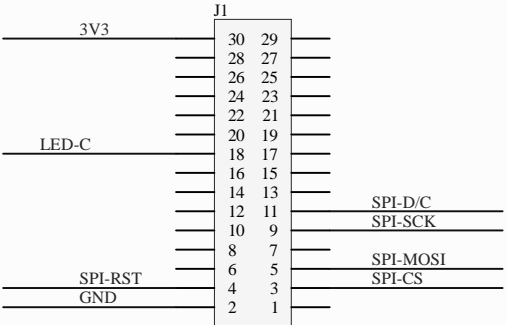 J1
3V3
30 29
28 27
26 25
24 23
22 21
20 19
LED-C
18 17
16 15
14 13
SPI-D/C
12 11
SPI-SCK
10 9
8 7
SPI-MOSI
6 5
SPI-RST
SPI-CS
4 3
GND
2 1